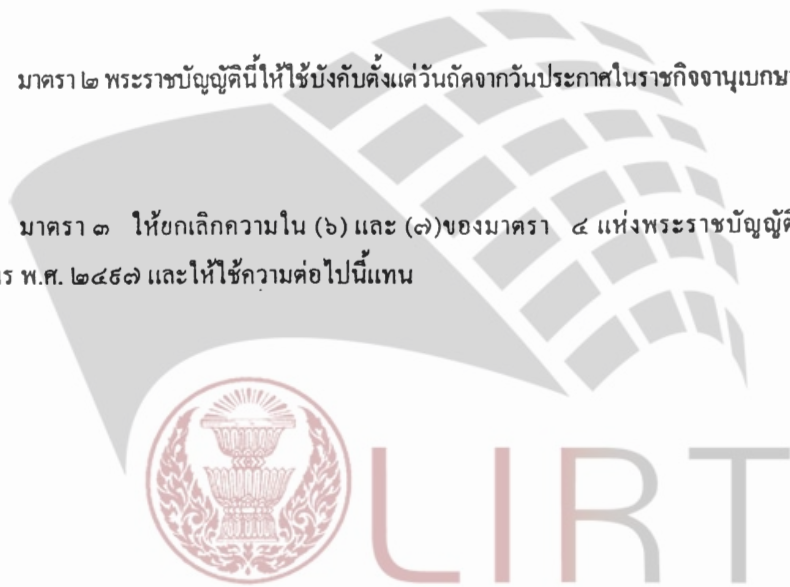 มาตรา ๒ พระราชบัญญัตินี้ให้ใช้บังคับตั้งแต่วันถัดจากวันประกาศในราชกิจจานุเบกษา
มาตรา ๓ ให้ยกเลิกความใน (๖) และ (๗)ของมาตรา ๔ แห่งพระราชบัญญัติ
พ.ศ. ๒๔๙๗ และให้ใช้ความต่อไปนี้แทน
LIRT